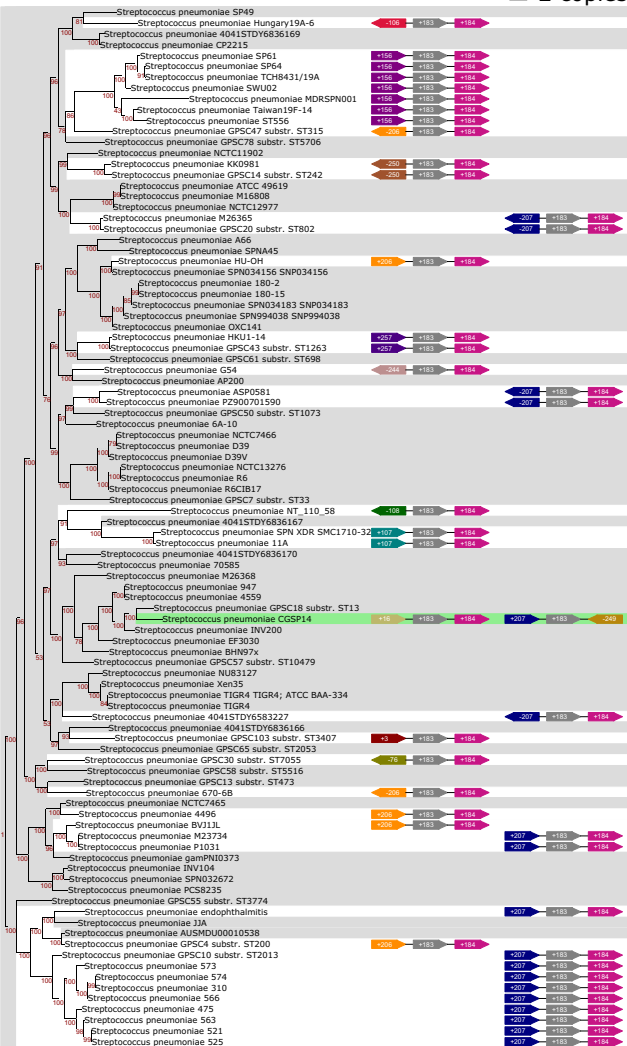 2 copies
Streptococcus pneumoniae SP49
Streptococcus pneumoniae Hungary19A-6 -106 +183 +184
Streptococcus pneumoniae 4041STDY6836169
Streptococcus pneumoniae CP2215
Streptococcus pneumoniae SP61 +156 +183 +184
Streptococcus pneumoniae SP64 +156 +183 +184
Streptococcus pneumoniae TCH8431/19A +156 +183 +184
Streptococcus pneumoniae SWU02 +156 +183 +184
Streptococcus pneumoniae MDRSPN001 +156 +183 +184
Streptococcus pneumoniae Taiwan19F-14 +156 +183 +184
Streptococcus pneumoniae ST556 +156 +183 +184
Streptococcus pneumoniae GPSC47 substr. ST315 -206 +183 +184
Streptococcus pneumoniae GPSC78 substr. ST5706
Streptococcus pneumoniae NCTC11902
Streptococcus pneumoniae KK0981 -250 +183 +184
Streptococcus pneumoniae GPSC14 substr. ST242 -250 +183 +184
Streptococcus pneumoniae ATCC 49619
Streptococcus pneumoniae M16808
Streptococcus pneumoniae NCTC12977
Streptococcus pneumoniae M26365 -207 +183 +184
Streptococcus pneumoniae GPSC20 substr. ST802 -207 +183 +184
Streptococcus pneumoniae A66
Streptococcus pneumoniae SPNA45
Streptococcus pneumoniae HU-OH +206 +183 +184
Streptococcus pneumoniae SPN034156 SNP034156
Streptococcus pneumoniae 180-2
Streptococcus pneumoniae 180-15
Streptococcus pneumoniae SPN034183 SNP034183
Streptococcus pneumoniae SPN994038 SNP994038
Streptococcus pneumoniae OXC141
Streptococcus pneumoniae HKU1-14 +257 +183 +184
Streptococcus pneumoniae GPSC43 substr. ST1263 +257 +183 +184
Streptococcus pneumoniae GPSC61 substr. ST698
Streptococcus pneumoniae G54 -244 +183 +184
Streptococcus pneumoniae AP200
Streptococcus pneumoniae ASP0581 -207 +183 +184
Streptococcus pneumoniae PZ900701590 -207 +183 +184
Streptococcus pneumoniae GPSC50 substr. ST1073
Streptococcus pneumoniae 6A-10
Streptococcus pneumoniae NCTC7466
Streptococcus pneumoniae D39
Streptococcus pneumoniae D39V
Streptococcus pneumoniae NCTC13276
Streptococcus pneumoniae R6
Streptococcus pneumoniae R6CIB17
Streptococcus pneumoniae GPSC7 substr. ST33
Streptococcus pneumoniae NT_110_58 -108 +183 +184
Streptococcus pneumoniae 4041STDY6836167
Streptococcus pneumoniae SPN XDR SMC1710-32 +107 +183 +184
Streptococcus pneumoniae 11A +107 +183 +184
Streptococcus pneumoniae 4041STDY6836170
Streptococcus pneumoniae 70585
Streptococcus pneumoniae M26368
Streptococcus pneumoniae 947
Streptococcus pneumoniae 4559
Streptococcus pneumoniae GPSC18 substr. ST13
Streptococcus pneumoniae CGSP14 +16 +183 +184 +207 +183 -249
Streptococcus pneumoniae INV200
Streptococcus pneumoniae EF3030
Streptococcus pneumoniae BHN97x
Streptococcus pneumoniae GPSC57 substr. ST10479
Streptococcus pneumoniae NU83127
Streptococcus pneumoniae Xen35
Streptococcus pneumoniae TIGR4 TIGR4; ATCC BAA-334
Streptococcus pneumoniae TIGR4
Streptococcus pneumoniae 4041STDY6583227 -207 +183 +184
Streptococcus pneumoniae 4041STDY6836166
Streptococcus pneumoniae GPSC103 substr. ST3407 +3 +183 +184
Streptococcus pneumoniae GPSC65 substr. ST2053
Streptococcus pneumoniae GPSC30 substr. ST7055 -76 +183 +184
Streptococcus pneumoniae GPSC58 substr. ST5516
Streptococcus pneumoniae GPSC13 substr. ST473
Streptococcus pneumoniae 670-6B -206 +183 +184
Streptococcus pneumoniae NCTC7465
Streptococcus pneumoniae 4496 +206 +183 +184
Streptococcus pneumoniae BVJ1JL +206 +183 +184
Streptococcus pneumoniae M23734 +207 +183 +184
Streptococcus pneumoniae P1031 +207 +183 +184
Streptococcus pneumoniae gamPNI0373
Streptococcus pneumoniae INV104
Streptococcus pneumoniae SPN032672
Streptococcus pneumoniae PCS8235
Streptococcus pneumoniae GPSC55 substr. ST3774
Streptococcus pneumoniae endophthalmitis +207 +183 +184
Streptococcus pneumoniae JJA
Streptococcus pneumoniae AUSMDU00010538
Streptococcus pneumoniae GPSC4 substr. ST200 +206 +183 +184
Streptococcus pneumoniae GPSC10 substr. ST2013 +207 +183 +184
Streptococcus pneumoniae 573 +207 +183 +184
Streptococcus pneumoniae 574 +207 +183 +184
Streptococcus pneumoniae 310 +207 +183 +184
Streptococcus pneumoniae 566 +207 +183 +184
Streptococcus pneumoniae 475 +207 +183 +184
Streptococcus pneumoniae 563 +207 +183 +184
Streptococcus pneumoniae 521 +207 +183 +184
Streptococcus pneumoniae 525 +207 +183 +184